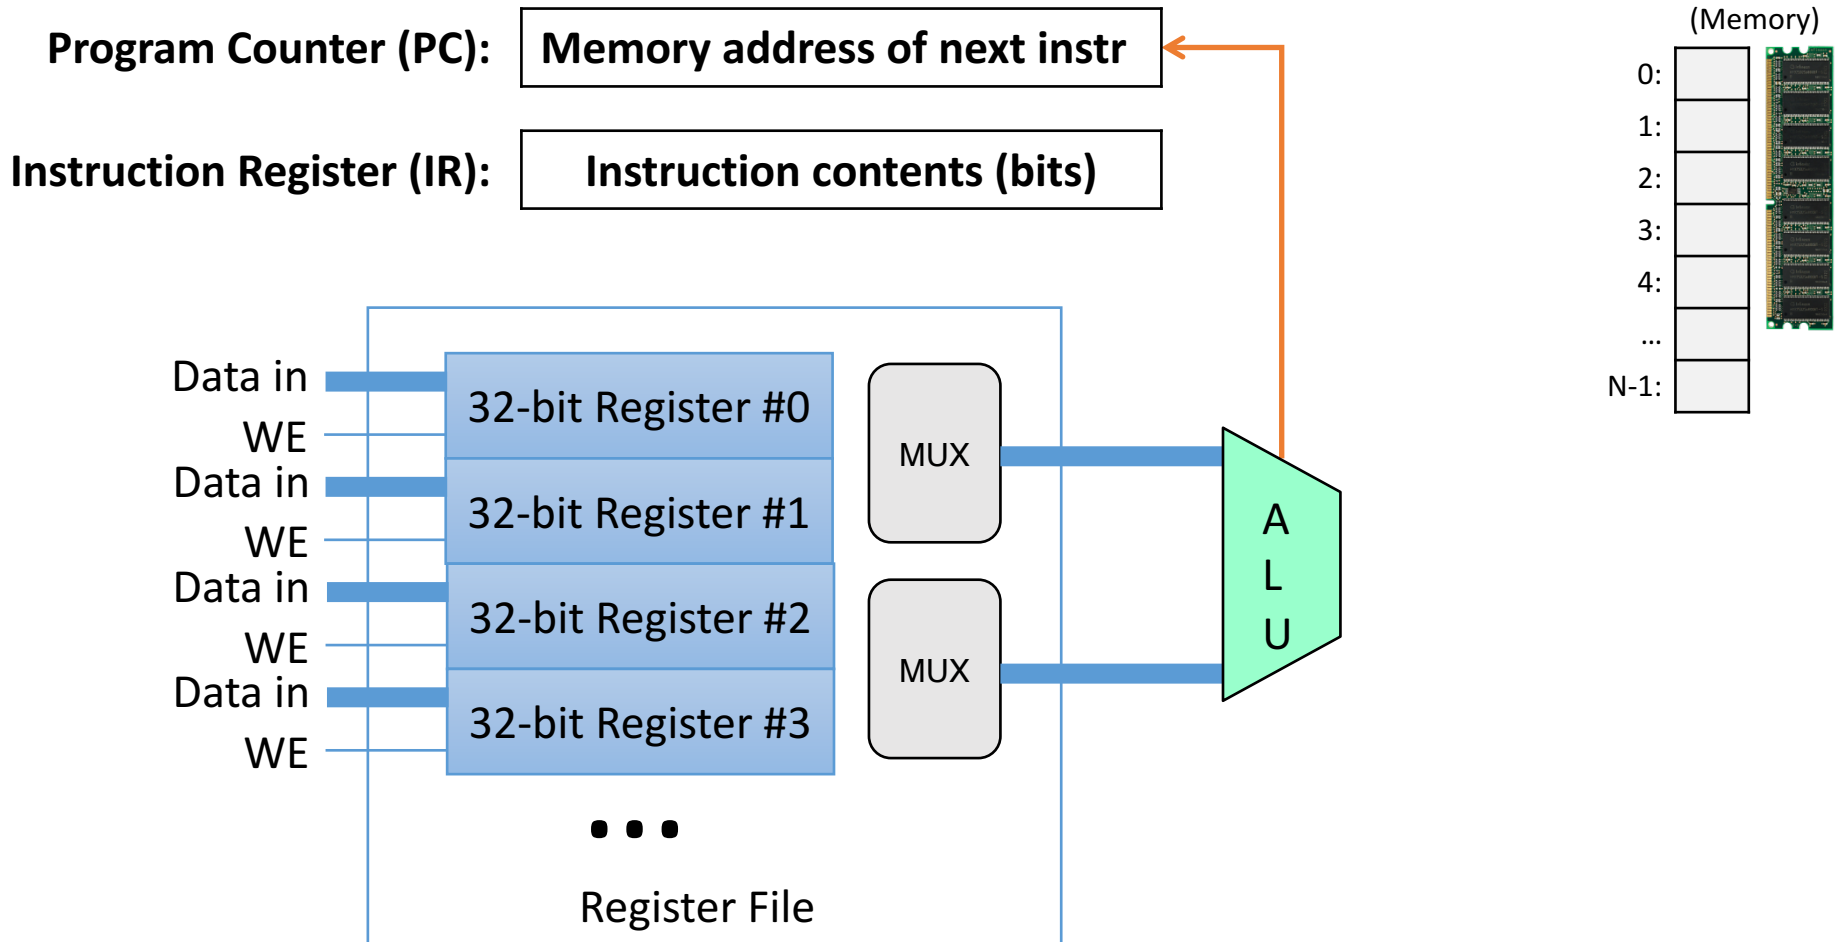 Program Counter (PC): Memory address of next instr
(Memory)
Instruction Register (IR): Instruction contents (bits)
0:
1:
2:
3:
4:
...
N-1:
Data in
WE
32-bit Register #0
Data in
WE
32-bit Register #1
Data in
WE
32-bit Register #2
Data in
WE
32-bit Register #3
MUX
MUX
A
L
U
...
Register File